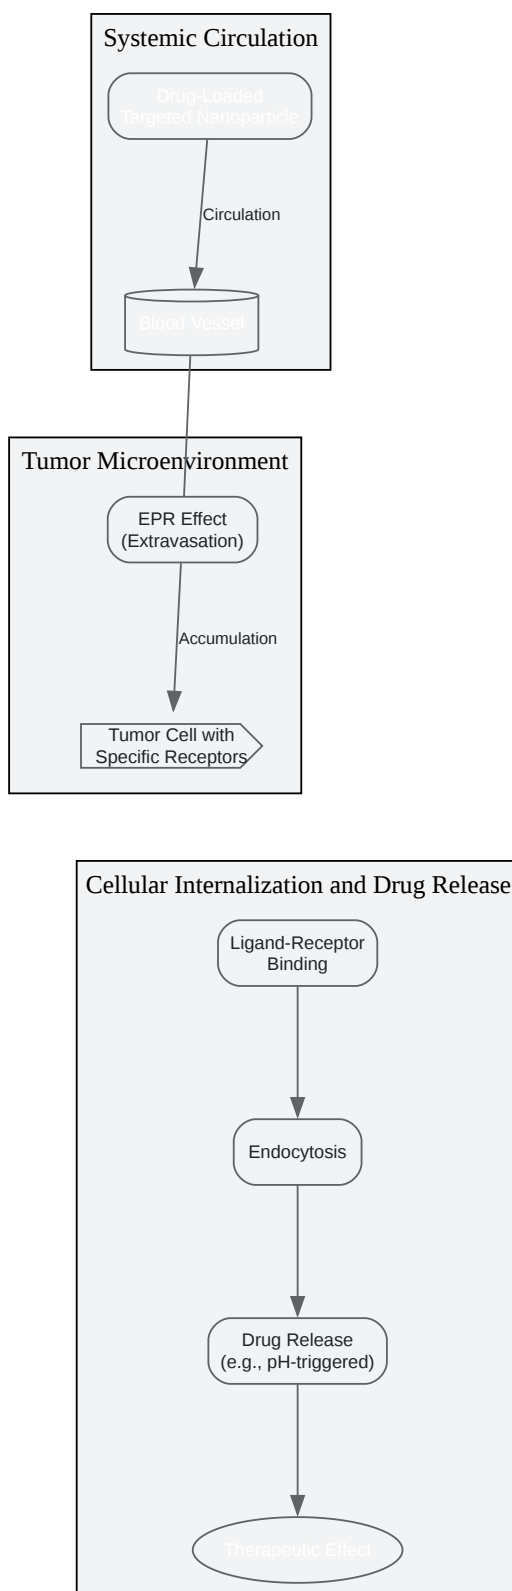 Systemic Circulation
Drug-Loaded
Targeted Nanoparticle
Circulation
Blood Vessel
Tumor Microenvironment
EPR Effect
(Extravasation)
Accumulation
Tumor Cell with
Specific Receptors
Cellular Internalization and Drug Release
Ligand-Receptor
Binding
Endocytosis
Drug Release
(e.g., pH-triggered)
Therapeutic Effect